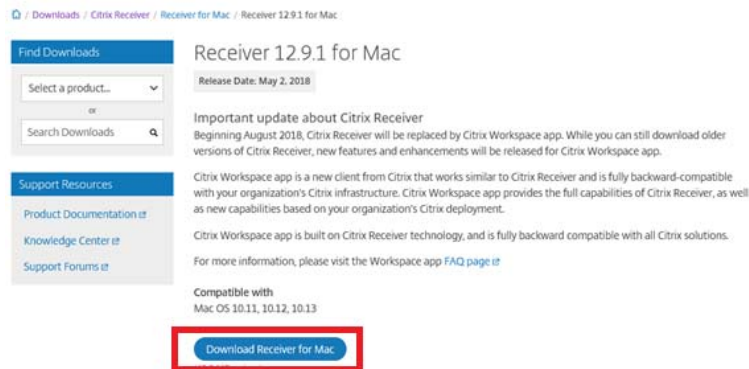 / Downloads / Citrix Receiver / Receiver for Mac / Receiver 12.9.1 for Mac
Find Downloads
Select a product...
or
Search Downloads
Support Resources
Product Documentation
Knowledge Center
Support Forums
Receiver 12.9.1 for Mac
Release Date: May 2, 2018
Important update about Citrix Receiver
Beginning August 2018, Citrix Receiver will be replaced by Citrix Workspace app. While you can still download older
versions of Citrix Receiver, new features and enhancements will be released for Citrix Workspace app.
Citrix Workspace app is a new client from Citrix that works similar to Citrix Receiver and is fully backward-compatible
with your organization's Citrix infrastructure. Citrix Workspace app provides the full capabilities of Citrix Receiver, as well
as new capabilities based on your organization's Citrix deployment.
Citrix Workspace app is built on Citrix Receiver technology, and is fully backward compatible with all Citrix solutions.
For more information, please visit the Workspace app FAQ page
Compatible with
Mac OS 10.11, 10.12, 10.13
Download Receiver for Mac